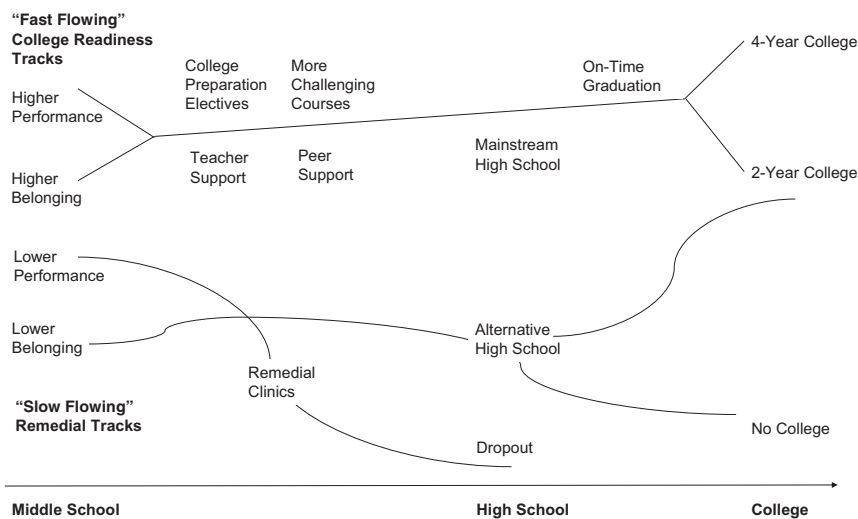 “Fast Flowing”
College Readiness
Tracks
Higher
Performance
Higher
Belonging
College
Preparation
Electives
More
Challenging
Courses
Teacher
Support
Peer
Support
On-Time
Graduation
Mainstream
High School
4-Year College
2-Year College
Lower
Performance
Lower
Belonging
Remedial
Clinics
Alternative
High School
“Slow Flowing”
Remedial Tracks
Dropout
No College
Middle School
High School
College